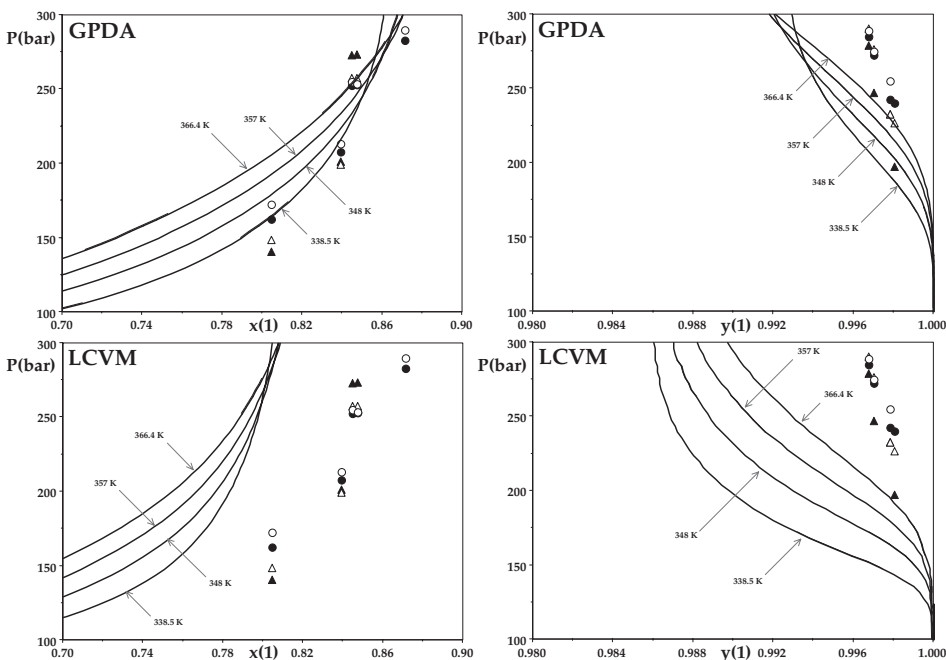 GPDA
P(bar)
300
250
200
150
100
366.4 K
357 K
348 K
338.5 K
0.70
0.74
0.78
0.82
0.86
0.90
x(1)
GPDA
P(bar)
300
250
200
150
100
366.4 K
357 K
348 K
338.5 K
0.980
0.984
0.988
0.992
0.996
1.000
y(1)
LCVM
P(bar)
300
250
200
150
100
366.4 K
357 K
348 K
338.5 K
0.70
0.74
0.78
0.82
0.86
0.90
x(1)
LCVM
P(bar)
300
250
200
150
100
357 K
366.4 K
348 K
338.5 K
0.980
0.984
0.988
0.992
0.996
1.000
y(1)